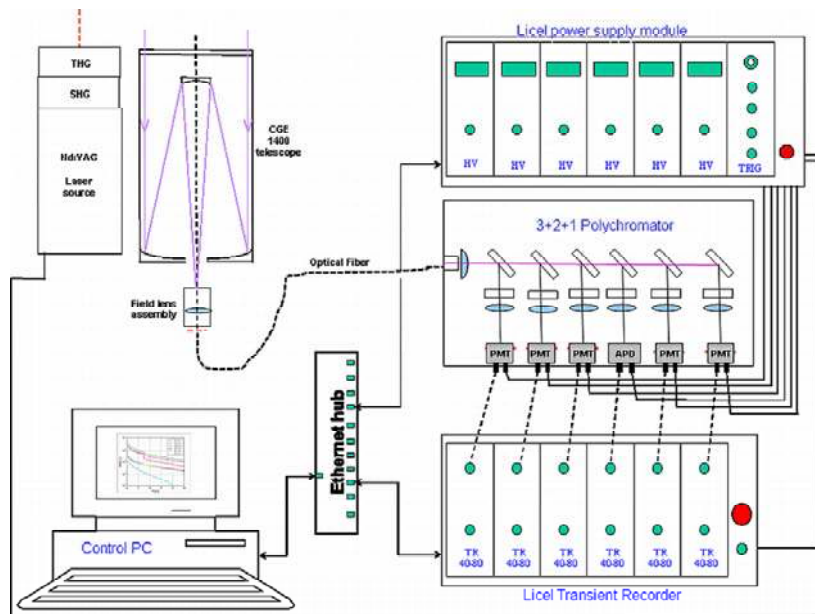 Licel power supply module
THG
SHG
Nd:YAG
Laser
source
CGE
1400
telescope
HV
HV
HV
HV
HV
HV
TRIG
3+2+1 Polychromator
Optical Fiber
Field lens
assembly
PMT
PMT
PMT
APD
PMT
PMT
Ethernet hub
Control PC
TR
40-80
TR
40-80
TR
40-80
TR
40-80
TR
40-80
TR
40-80
Licel Transient Recorder